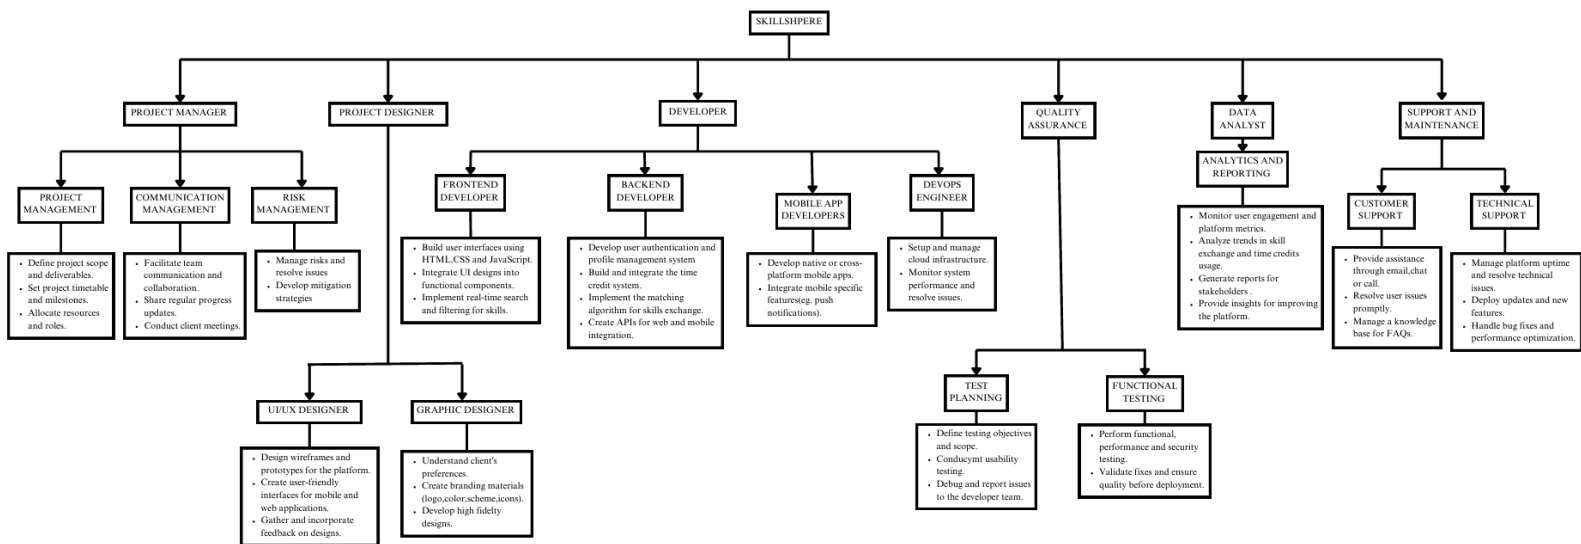 SKILLSHPERE
PROJECT MANAGER
PROJECT DESIGNER
DEVELOPER
QUALITY
ASSURANCE
DATA
ANALYST
SUPPORT AND
MAINTENANCE
PROJECT
MANAGEMENT
COMMUNICATION
MANAGEMENT
RISK
MANAGEMENT
FRONTEND
DEVELOPER
BACKEND
DEVELOPER
MOBILE APP
DEVELOPERS
DEVOPS
ENGINEER
ANALYTICS AND
REPORTING
CUSTOMER
SUPPORT
TECHNICAL
SUPPORT
• Define project scope
and deliverables.
• Set project timetable
and milestones.
• Allocate resources
and roles.
• Facilitate team
communication and
collaboration.
• Share regular progress
updates.
• Conduct client meetings.
• Manage risks and
resolve issues
• Develop mitigation
strategies
• Build user interfaces using
HTML,CSS and JavaScript.
• Integrate UI designs into
functional components.
• Implement real-time search
and filtering for skills.
• Develop user authentication and
profile management system
• Build and integrate the time
credit system.
• Implement the matching
algorithm for skills exchange.
• Create APIs for web and mobile
integration.
• Develop native or cross-
platform mobile apps.
• Integrate mobile specific
features(eg. push
notifications).
• Setup and manage
cloud infrastructure.
• Monitor system
performance and
resolve issues.
• Monitor user engagement and
platform metrics.
• Analyze trends in skill
exchange and time credits
usage.
• Generate reports for
stakeholders .
• Provide insights for improving
the platform.
• Provide assistance
through email,chat
or call.
• Resolve user issues
promptly.
• Manage a knowledge
base for FAQs.
• Manage platform uptime
and resolve technical
issues.
• Deploy updates and new
features.
• Handle bug fixes and
performance optimization.
UI/UX DESIGNER
GRAPHIC DESIGNER
TEST
PLANNING
FUNCTIONAL
TESTING
• Design wireframes and
prototypes for the platform.
• Create user-friendly
interfaces for mobile and
web applications.
• Gather and incorporate
feedback on designs.
• Understand client's
preferences.
• Create branding materials
(logo,color,scheme,icons).
• Develop high fidelty
designs.
• Define testing objectives
and scope.
• Conducymt usability
testing.
• Debug and report issues
to the developer team.
• Perform functional,
performance and security
testing.
• Validate fixes and ensure
quality before deployment.